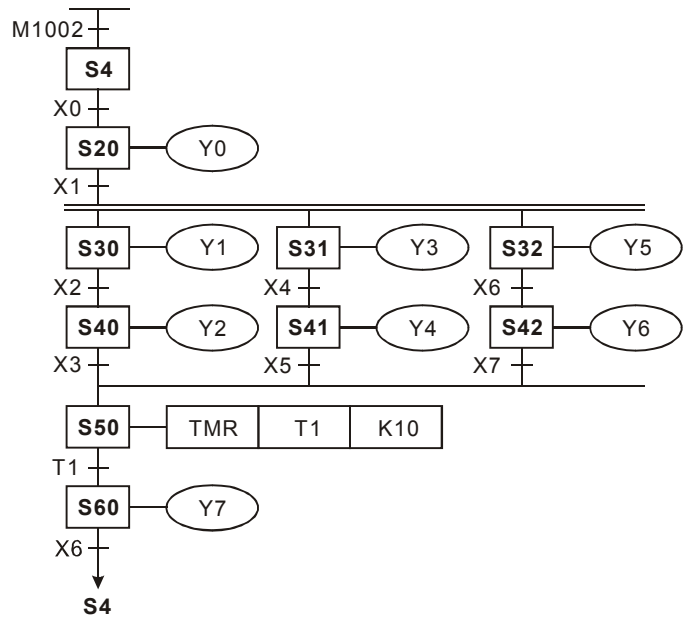 M1002
S4
X0
S20 Y0
X1
S30 Y1 S31 Y3 S32 Y5
X2 X4 X6
S40 Y2 S41 Y4 S42 Y6
X3 X5 X7
S50 TMR T1 K10
T1
S60 Y7
X6
S4